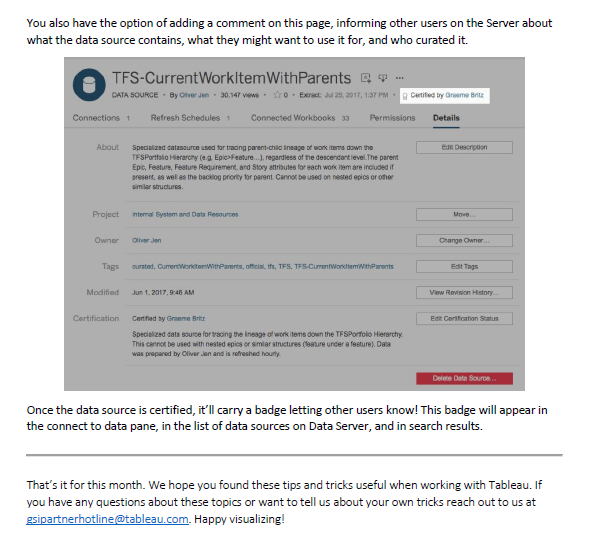 You also have the option of adding a comment on this page, informing other users on the Server about
what the data source contains, what they might want to use it for, and who curated it.
TFS-CurrentWorkItemWithParents
DATA SOURCE · By Oliver Jen · 30,147 views · 0 · Extract: Jul 25, 2017, 1:37 PM · Certified by Graeme Britz
Connections 1 Refresh Schedules 1 Connected Workbooks 33 Permissions Details
About Specialized datasource used for tracing parent-child lineage of work items down the Edit Description
TFSPortfolio Hierarchy (e.g. Epic>Feature...), regardless of the descendant level. The parent
Epic, Feature, Feature Requirement, and Story attributes for each work item are included if
present, as well as the backlog priority for parent. Cannot be used on nested epics or other
similar structures.
Project Internal System and Data Resources Move...
Owner Oliver Jen Change Owner...
Tags curated, CurrentWorkItemWithParents, official, tfs, TFS, TFS-CurrentWorkItemWithParents Edit Tags
Modified Jun 1, 2017, 9:46 AM View Revision History...
Certification Certified by Graeme Britz Edit Certification Status
Specialized data source for tracing the lineage of work items down the TFSPortfolio Hierarchy.
This cannot be used with nested epics or similar structures (feature under a feature). Data
was prepared by Oliver Jen and is refreshed hourly.
Delete Data Source...
Once the data source is certified, it'll carry a badge letting other users know! This badge will appear in
the connect to data pane, in the list of data sources on Data Server, and in search results.
That's it for this month. We hope you found these tips and tricks useful when working with Tableau. If
you have any questions about these topics or want to tell us about your own tricks reach out to us at
gsipartnerhotline@tableau.com. Happy visualizing!